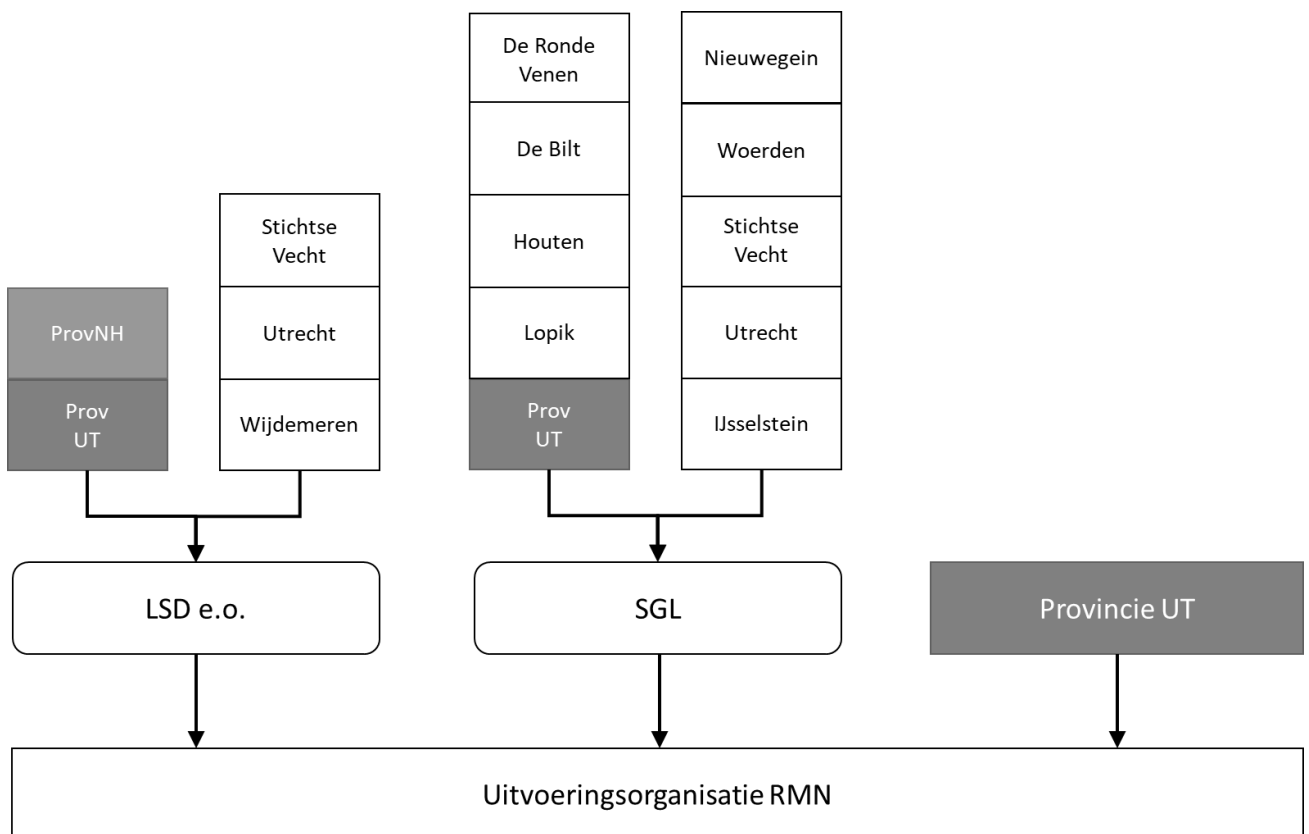 De Ronde
Venen
Nieuwegein
De Bilt
Woerden
Stichtse
Vecht
Houten
Stichtse
Vecht
ProvNH
Utrecht
Lopik
Utrecht
Prov
UT
Wijdemeren
Prov
UT
IJsselstein
LSD e.o.
SGL
Provincie UT
Uitvoeringsorganisatie RMN